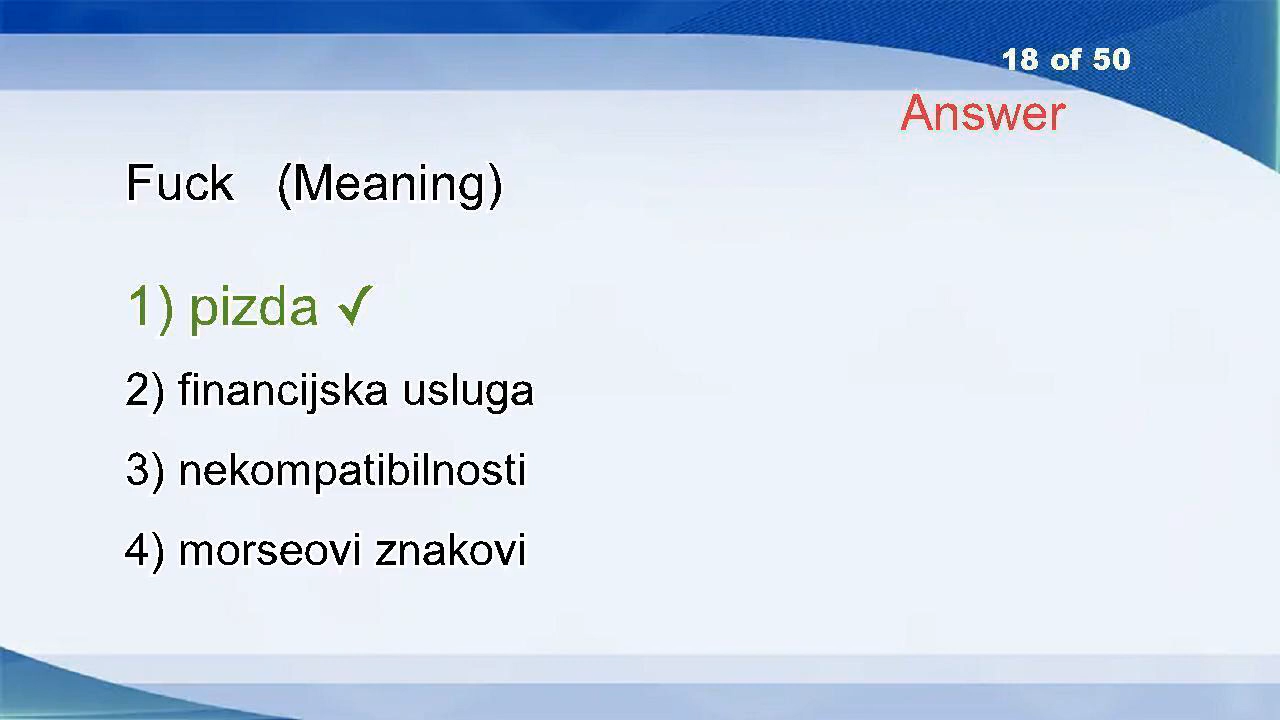 18 of 50
Answer
Fuck (Meaning)
1) pizda ✓
2) financijska usluga
3) nekompatibilnosti
4) morseovi znakovi